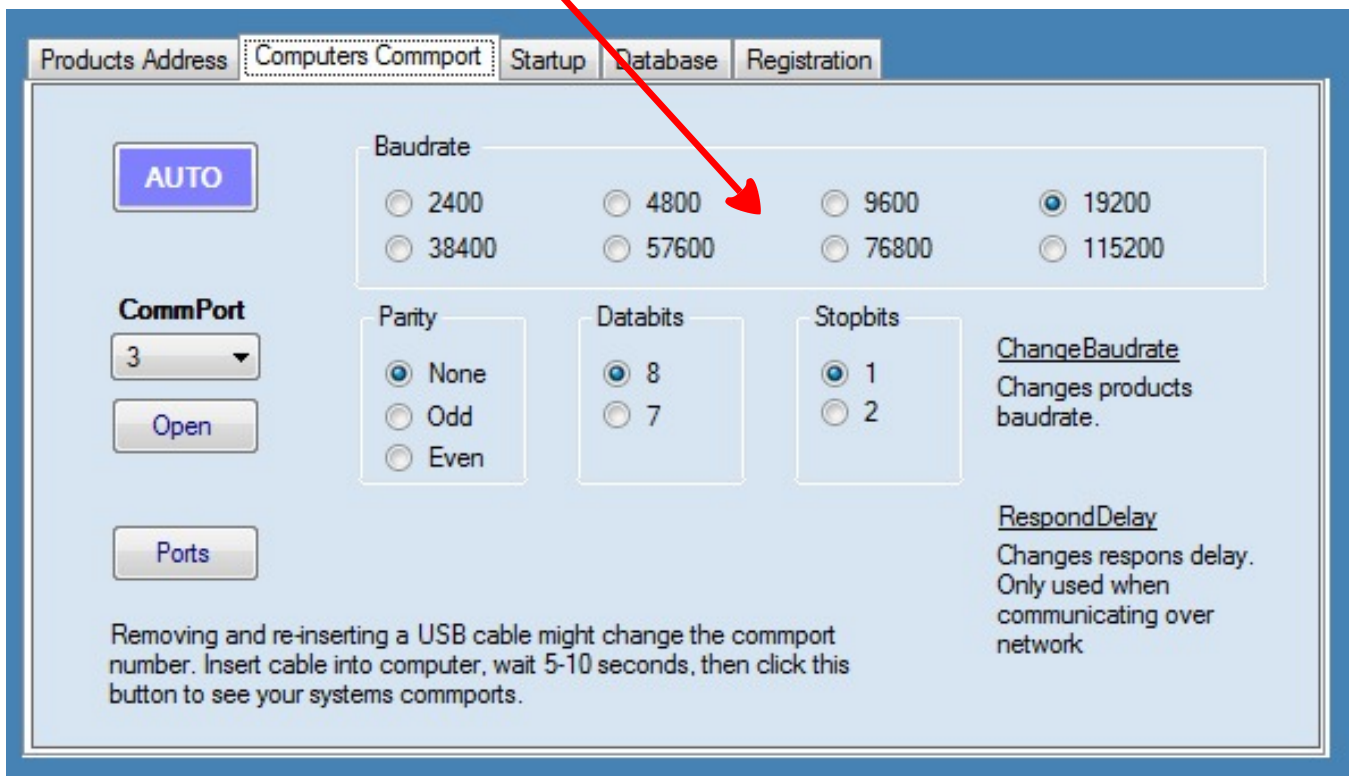 Products Address Computers Commport Startup Database Registration
AUTO
Baudrate
2400 4800 9600 19200
38400 57600 76800 115200
CommPort
3
Open
Parity
None
Odd
Even
Databits
8
7
Stopbits
1
2
ChangeBaudrate
Changes products
baudrate.
Ports
RespondDelay
Changes respons delay.
Only used when
communicating over
network
Removing and re-inserting a USB cable might change the commport
number. Insert cable into computer, wait 5-10 seconds, then click this
button to see your systems commports.